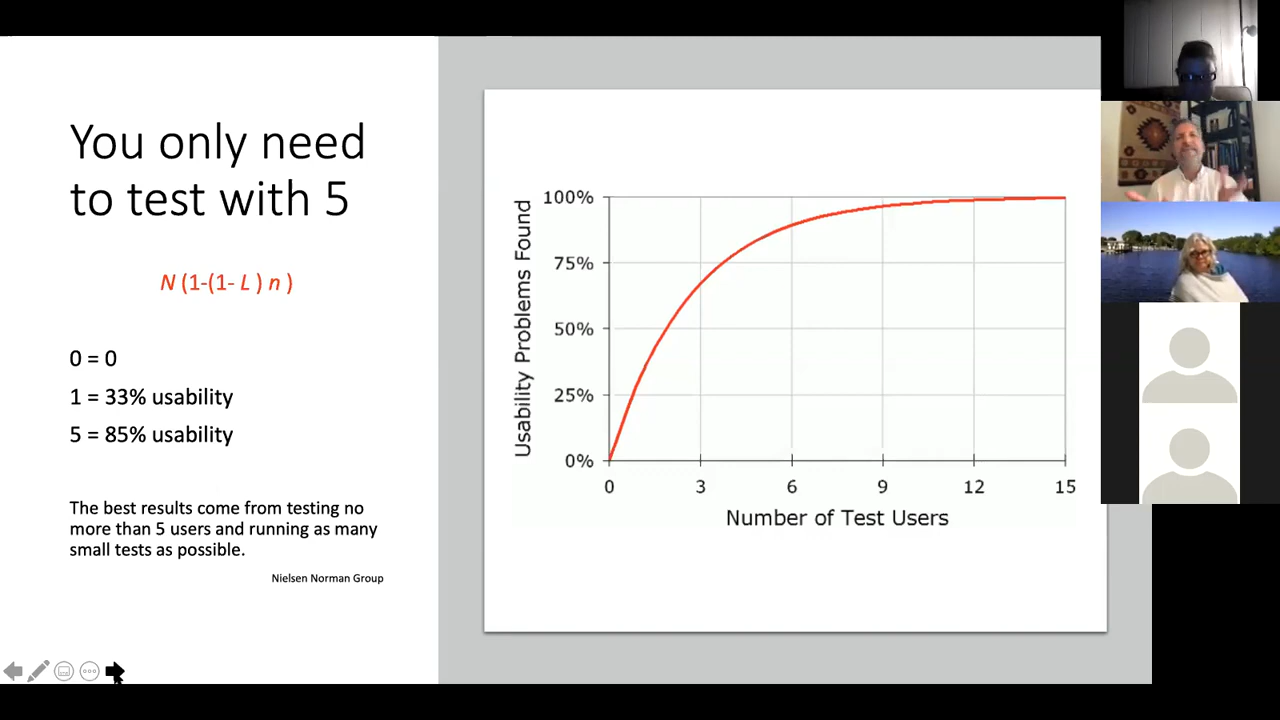 You only need
to test with 5
N (1-(1- L ) n )
0 = 0
1 = 33% usability
5 = 85% usability
The best results come from testing no
more than 5 users and running as many
small tests as possible.
Nielsen Norman Group
Usability Problems Found
100%
75%
50%
25%
0%
0 3 6 9 12 15
Number of Test Users